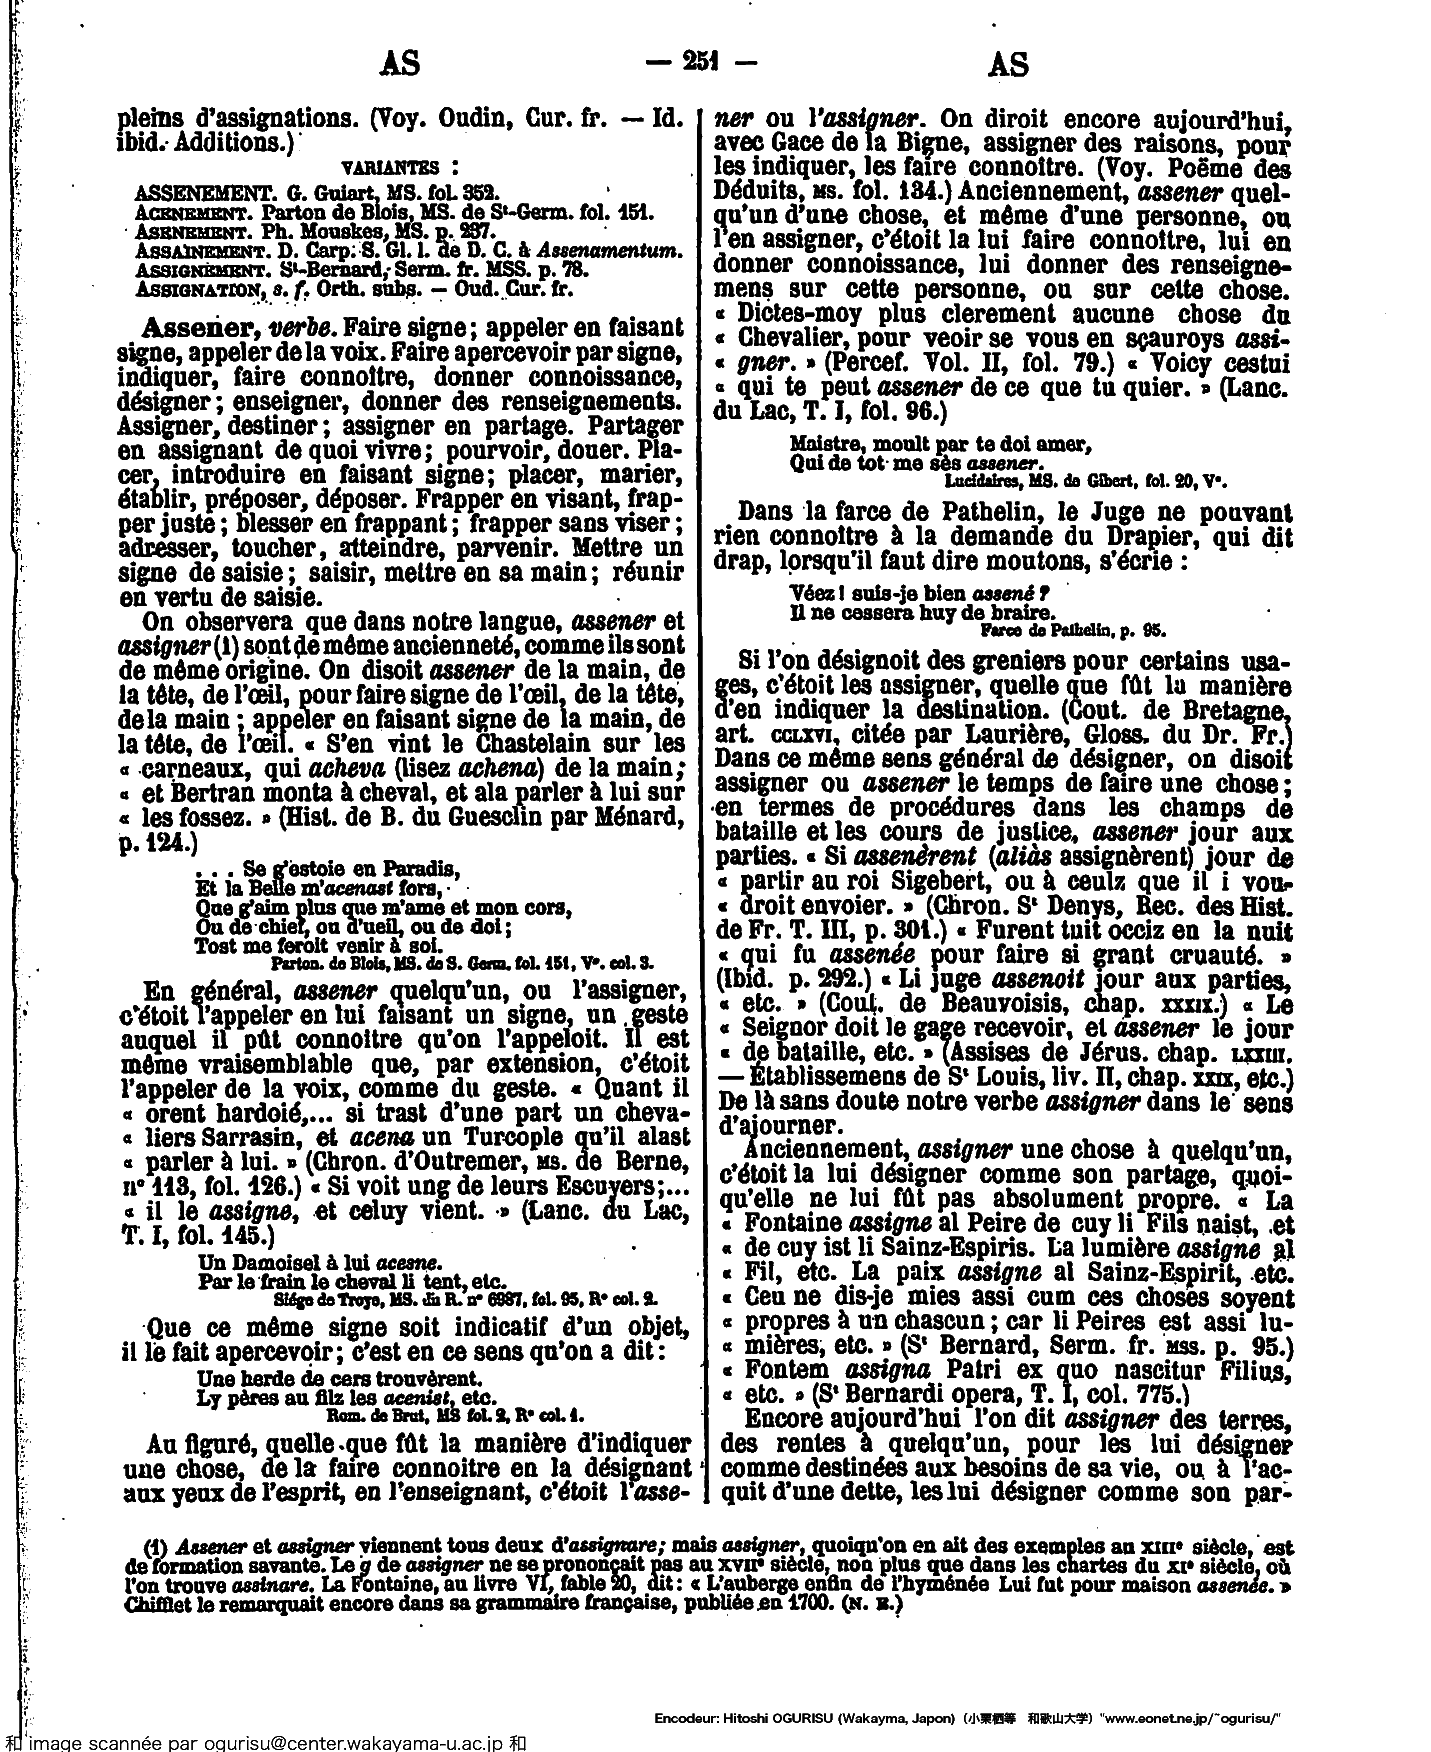 AS — 251 — AS
pleins d'assignations. (Voy. Oudin, Cur. fr. — Id.
ibid. Additions.)
VARIANTES :
ASSENEMENT. G. Guiart, MS. fol. 352.
ACENEMENT. Parton de Blois, MS. de St-Germ. fol. 151.
ASENEMENT. Ph. Mouskes, MS. p. 237.
ASSAINEMENT. D. Carp. S. Gl. l. de D. C. à Assenamentum.
ASSIGNEMENT. St-Bernard, Serm. fr. MSS. p. 78.
ASSIGNATION, s. f. Orth. subs. — Oud. Cur. fr.
Assener, verbe. Faire signe ; appeler en faisant
signe, appeler de la voix. Faire apercevoir par signe,
indiquer, faire connoître, donner connoissance,
désigner ; enseigner, donner des renseignements.
Assigner, destiner ; assigner en partage. Partager
en assignant de quoi vivre ; pourvoir, douer. Pla-
cer, introduire en faisant signe ; placer, marier,
établir, préposer, déposer. Frapper en visant, frap-
per juste ; blesser en frappant ; frapper sans viser ;
adresser, toucher, atteindre, parvenir. Mettre un
signe de saisie ; saisir, mettre en sa main ; réunir
en vertu de saisie.
On observera que dans notre langue, assener et
assigner (1) sont de même ancienneté, comme ils sont
de même origine. On disoit assener de la main, de
la tête, de l'œil, pour faire signe de l'œil, de la tête,
de la main ; appeler en faisant signe de la main, de
la tête, de l'œil. « S'en vint le Chastelain sur les
« carneaux, qui acheva (lisez achena) de la main ;
« et Bertran monta à cheval, et ala parler à lui sur
« les fossez. » (Hist. de B. du Guesclin par Ménard,
p. 124.)
. . . Se g'estoie en Paradis,
Et la Belle m'acenast fors,
Que g'aim plus que m'ame et mon cors,
Ou de chief, ou d'ueil, ou de doi ;
Tost me feroit venir à soi.
Parton. de Blois, MS. de S. Germ. fol. 151, V°. col. 3.
En général, assener quelqu'un, ou l'assigner,
c'étoit l'appeler en lui faisant un signe, un geste
auquel il pût connoitre qu'on l'appeloit. Il est
même vraisemblable que, par extension, c'étoit
l'appeler de la voix, comme du geste. « Quant il
« orent hardoié,... si trast d'une part un cheva-
« liers Sarrasin, et acena un Turcople qu'il alast
« parler à lui. » (Chron. d'Outremer, MS. de Berne,
n° 113, fol. 126.) « Si voit ung de leurs Escuyers ;...
« il le assigne, et celuy vient. » (Lanc. du Lac,
T. I, fol. 145.)
Un Damoisel à lui acesne.
Par le frain le cheval li tent, etc.
Siége de Troye, MS. du R. n° 6987, fol. 95, R° col. 2.
Que ce même signe soit indicatif d'un objet,
il le fait apercevoir ; c'est en ce sens qu'on a dit :
Une herde de cers trouvèrent.
Ly pères au filz les acenist, etc.
Rom. de Brut, MS fol. 2, R° col. 1.
Au figuré, quelle que fût la manière d'indiquer
une chose, de la faire connoitre en la désignant
aux yeux de l'esprit, en l'enseignant, c'étoit l'asse-
ner ou l'assigner. On diroit encore aujourd'hui,
avec Gace de la Bigne, assigner des raisons, pour
les indiquer, les faire connoître. (Voy. Poëme des
Déduits, MS. fol. 134.) Anciennement, assener quel-
qu'un d'une chose, et même d'une personne, ou
l'en assigner, c'étoit la lui faire connoître, lui en
donner connoissance, lui donner des renseigne-
mens sur cette personne, ou sur cette chose.
« Dictes-moy plus clerement aucune chose du
« Chevalier, pour veoir se vous en sçauroys assi-
« gner. » (Percef. Vol. II, fol. 79.) « Voicy cestui
« qui te peut assener de ce que tu quier. » (Lanc.
du Lac, T. I, fol. 96.)
Maistre, moult par te doi amer,
Qui de tot me sès assener.
Lucidaires, MS. de Gibert, fol. 20, V°.
Dans la farce de Pathelin, le Juge ne pouvant
rien connoître à la demande du Drapier, qui dit
drap, lorsqu'il faut dire moutons, s'écrie :
Véez ! suis-je bien assené ?
Il ne cessera huy de braire.
Farce de Pathelin, p. 95.
Si l'on désignoit des greniers pour certains usa-
ges, c'étoit les assigner, quelle que fût la manière
d'en indiquer la destination. (Cout. de Bretagne,
art. CCLXVI, citée par Laurière, Gloss. du Dr. Fr.)
Dans ce même sens général de désigner, on disoit
assigner ou assener le temps de faire une chose ;
en termes de procédures dans les champs de
bataille et les cours de justice, assener jour aux
parties. « Si assenèrent (aliàs assignèrent) jour de
« partir au roi Sigebert, ou à ceulz que il i vou-
« droit envoier. » (Chron. St Denys, Rec. des Hist.
de Fr. T. III, p. 301.) « Furent tuit occiz en la nuit
« qui fu assenée pour faire si grant cruauté. »
(Ibid. p. 292.) « Li juge assenoit jour aux parties,
« etc. » (Cout. de Beauvoisis, chap. XXXIX.) « Le
« Seignor doit le gage recevoir, et assener le jour
« de bataille, etc. » (Assises de Jérus. chap. LXXIII.
— Établissemens de St Louis, liv. II, chap. XXIX, etc.)
De là sans doute notre verbe assigner dans le sens
d'ajourner.
Anciennement, assigner une chose à quelqu'un,
c'étoit la lui désigner comme son partage, quoi-
qu'elle ne lui fût pas absolument propre. « La
« Fontaine assigne al Peire de cuy li Fils naist, et
« de cuy ist li Sainz-Espiris. La lumière assigne al
« Fil, etc. La paix assigne al Sainz-Espirit, etc.
« Ceu ne dis-je mies assi cum ces choses soyent
« propres à un chascun ; car li Peires est assi lu-
« mières, etc. » (St Bernard, Serm. fr. MSS. p. 95.)
« Fontem assigna Patri ex quo nascitur Filius,
« etc. » (St Bernardi opera, T. I, col. 775.)
Encore aujourd'hui l'on dit assigner des terres,
des rentes à quelqu'un, pour les lui désigner
comme destinées aux besoins de sa vie, ou à l'ac-
quit d'une dette, les lui désigner comme son par-
(1) Assener et assigner viennent tous deux d'assignare ; mais assigner, quoiqu'on en ait des exemples au XIIIe siècle, est
de formation savante. Le g de assigner ne se prononçait pas au XVIIe siècle, non plus que dans les chartes du XIe siècle, où
l'on trouve assinare. La Fontaine, au livre VI, fable 20, dit : « L'auberge enfin de l'hyménée Lui fut pour maison assenée. »
Chifflet le remarquait encore dans sa grammaire française, publiée en 1700. (N. E.)
Encodeur: Hitoshi OGURISU (Wakayma, Japon) (小栗栖等 和歌山大学) "www.eonet.ne.jp/~ogurisu/"
和 image scannée par ogurisu@center.wakayama-u.ac.jp 和